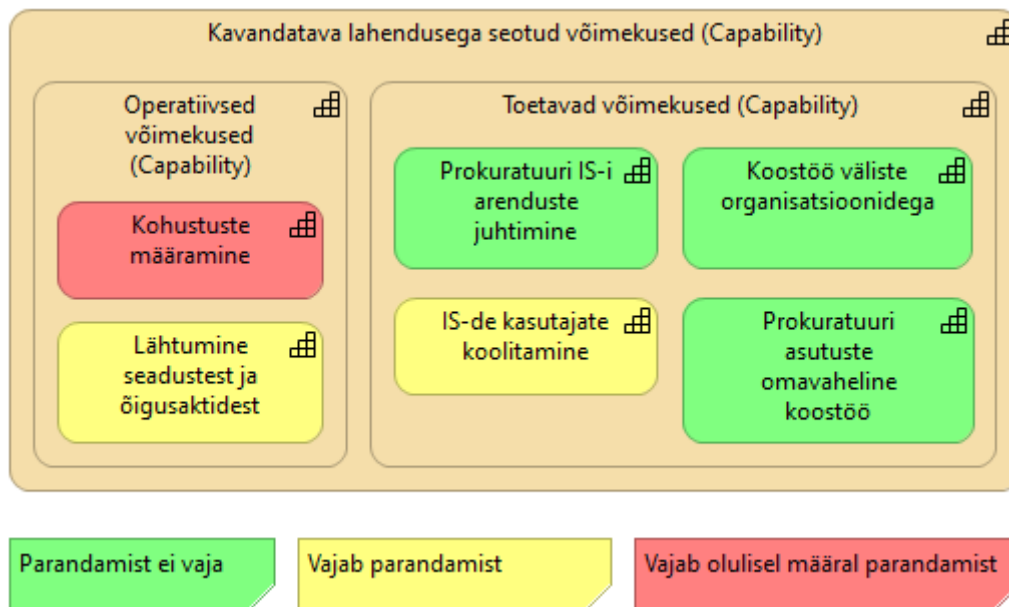 Kavandatava lahendusega seotud võimekused (Capability)
Operatiivsed
võimekused
(Capability)
Kohustuste
määramine
Lähtumine
seadustest ja
õigusaktidest
Toetavad võimekused (Capability)
Prokuratuuri IS-i
arenduste
juhtimine
Koostöö väliste
organisatsioonidega
IS-de kasutajate
koolitamine
Prokuratuuri
asutuste
omavaheline
koostöö
Parandamist ei vaja
Vajab parandamist
Vajab olulisel määral parandamist